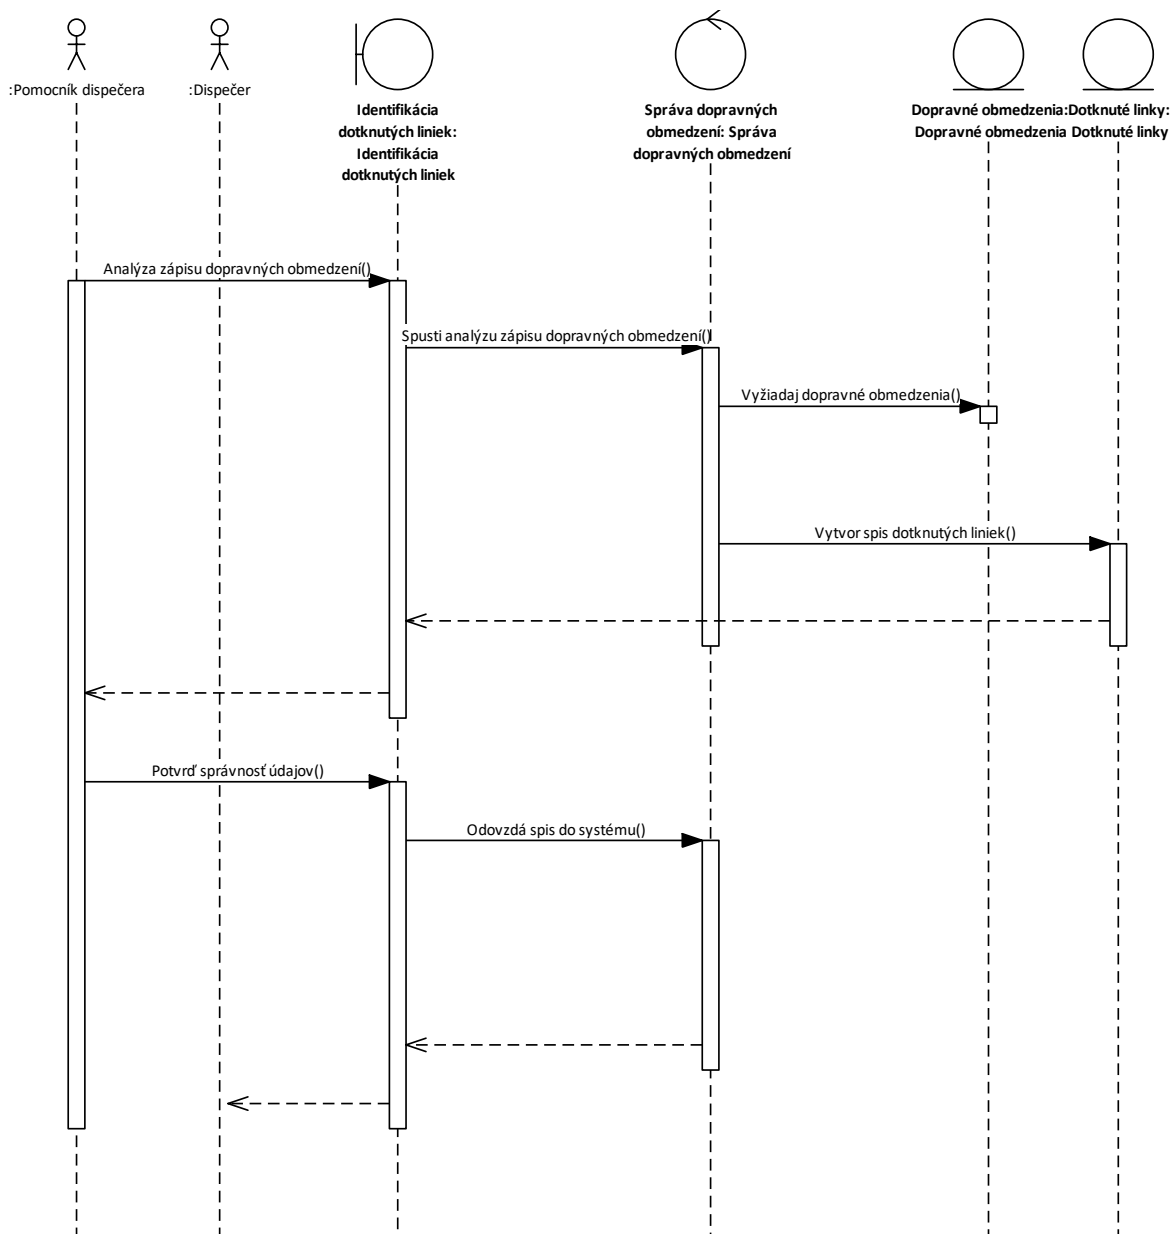 :Pomocník dispečera
:Dispečer
Identifikácia
dotknutých liniek:
Identifikácia
dotknutých liniek
Správa dopravných
obmedzení: Správa
dopravných obmedzení
Dopravné obmedzenia:
Dopravné obmedzenia
Dotknuté linky:
Dotknuté linky
Analýza zápisu dopravných obmedzení()
Spusti analýzu zápisu dopravných obmedzení()
Vyžiadaj dopravné obmedzenia()
Vytvor spis dotknutých liniek()
Potvrď správnosť údajov()
Odovzdá spis do systému()